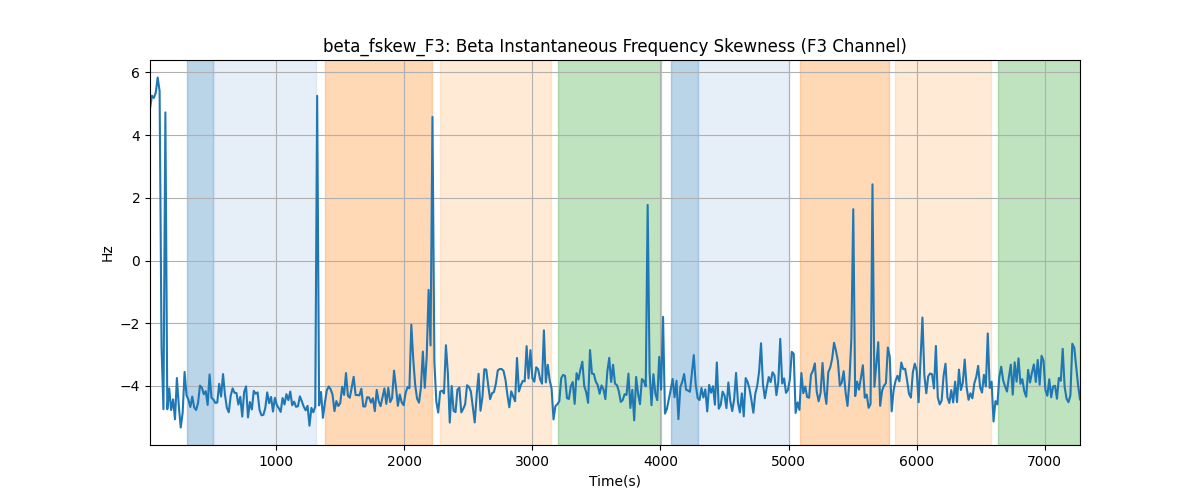 beta_fskew_F3: Beta Instantaneous Frequency Skewness (F3 Channel)
6
4
2
0
−2
−4
Hz
1000 2000 3000 4000 5000 6000 7000
Time(s)